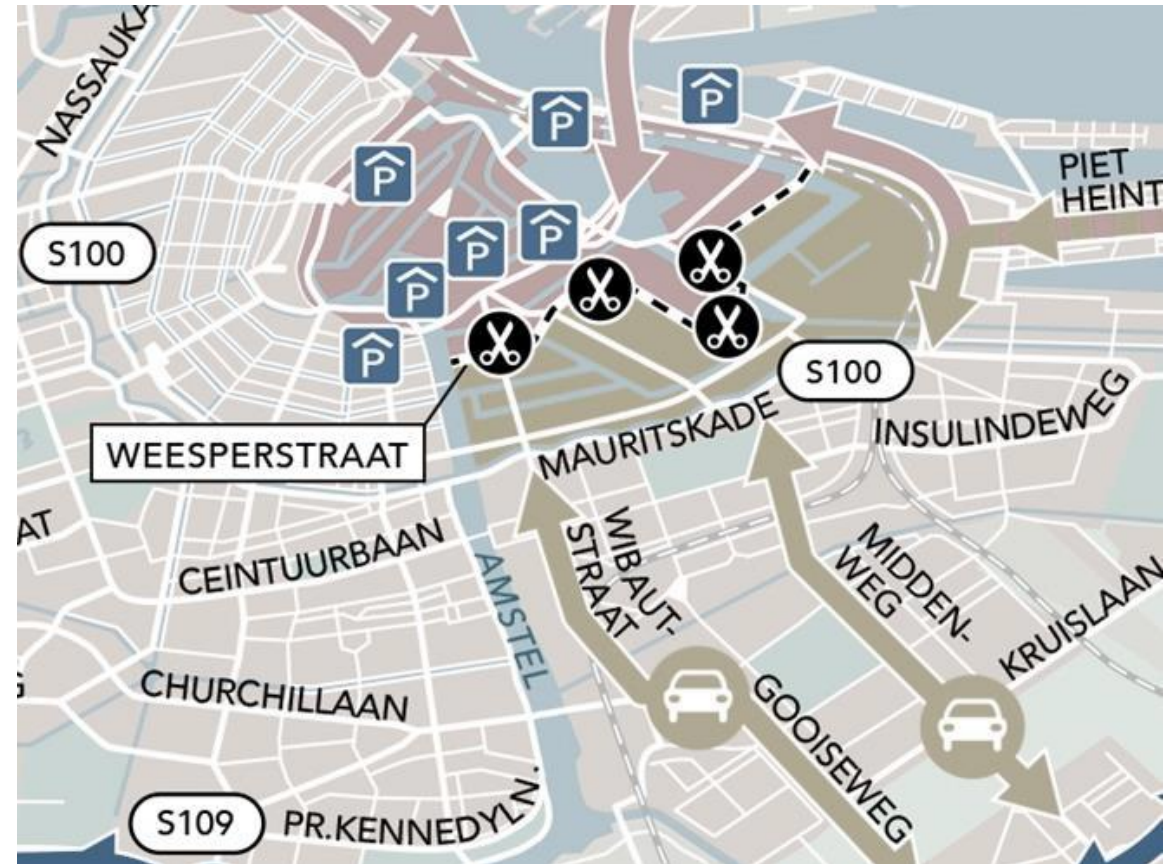 NASSAUKA
P
P
P
PIET
HEINT
S100
P
P
P
P
S100
WEESPERSTRAAT
MAURITSKADE
INSULINDEWEG
AT
CEINTUURBAAN
AMSTEL
WIBAUT-
STRAAT
MIDDEN-
WEG
KRUISLAAN
CHURCHILLAAN
GOOISEWEG
S109
PR.KENNEDYLN.